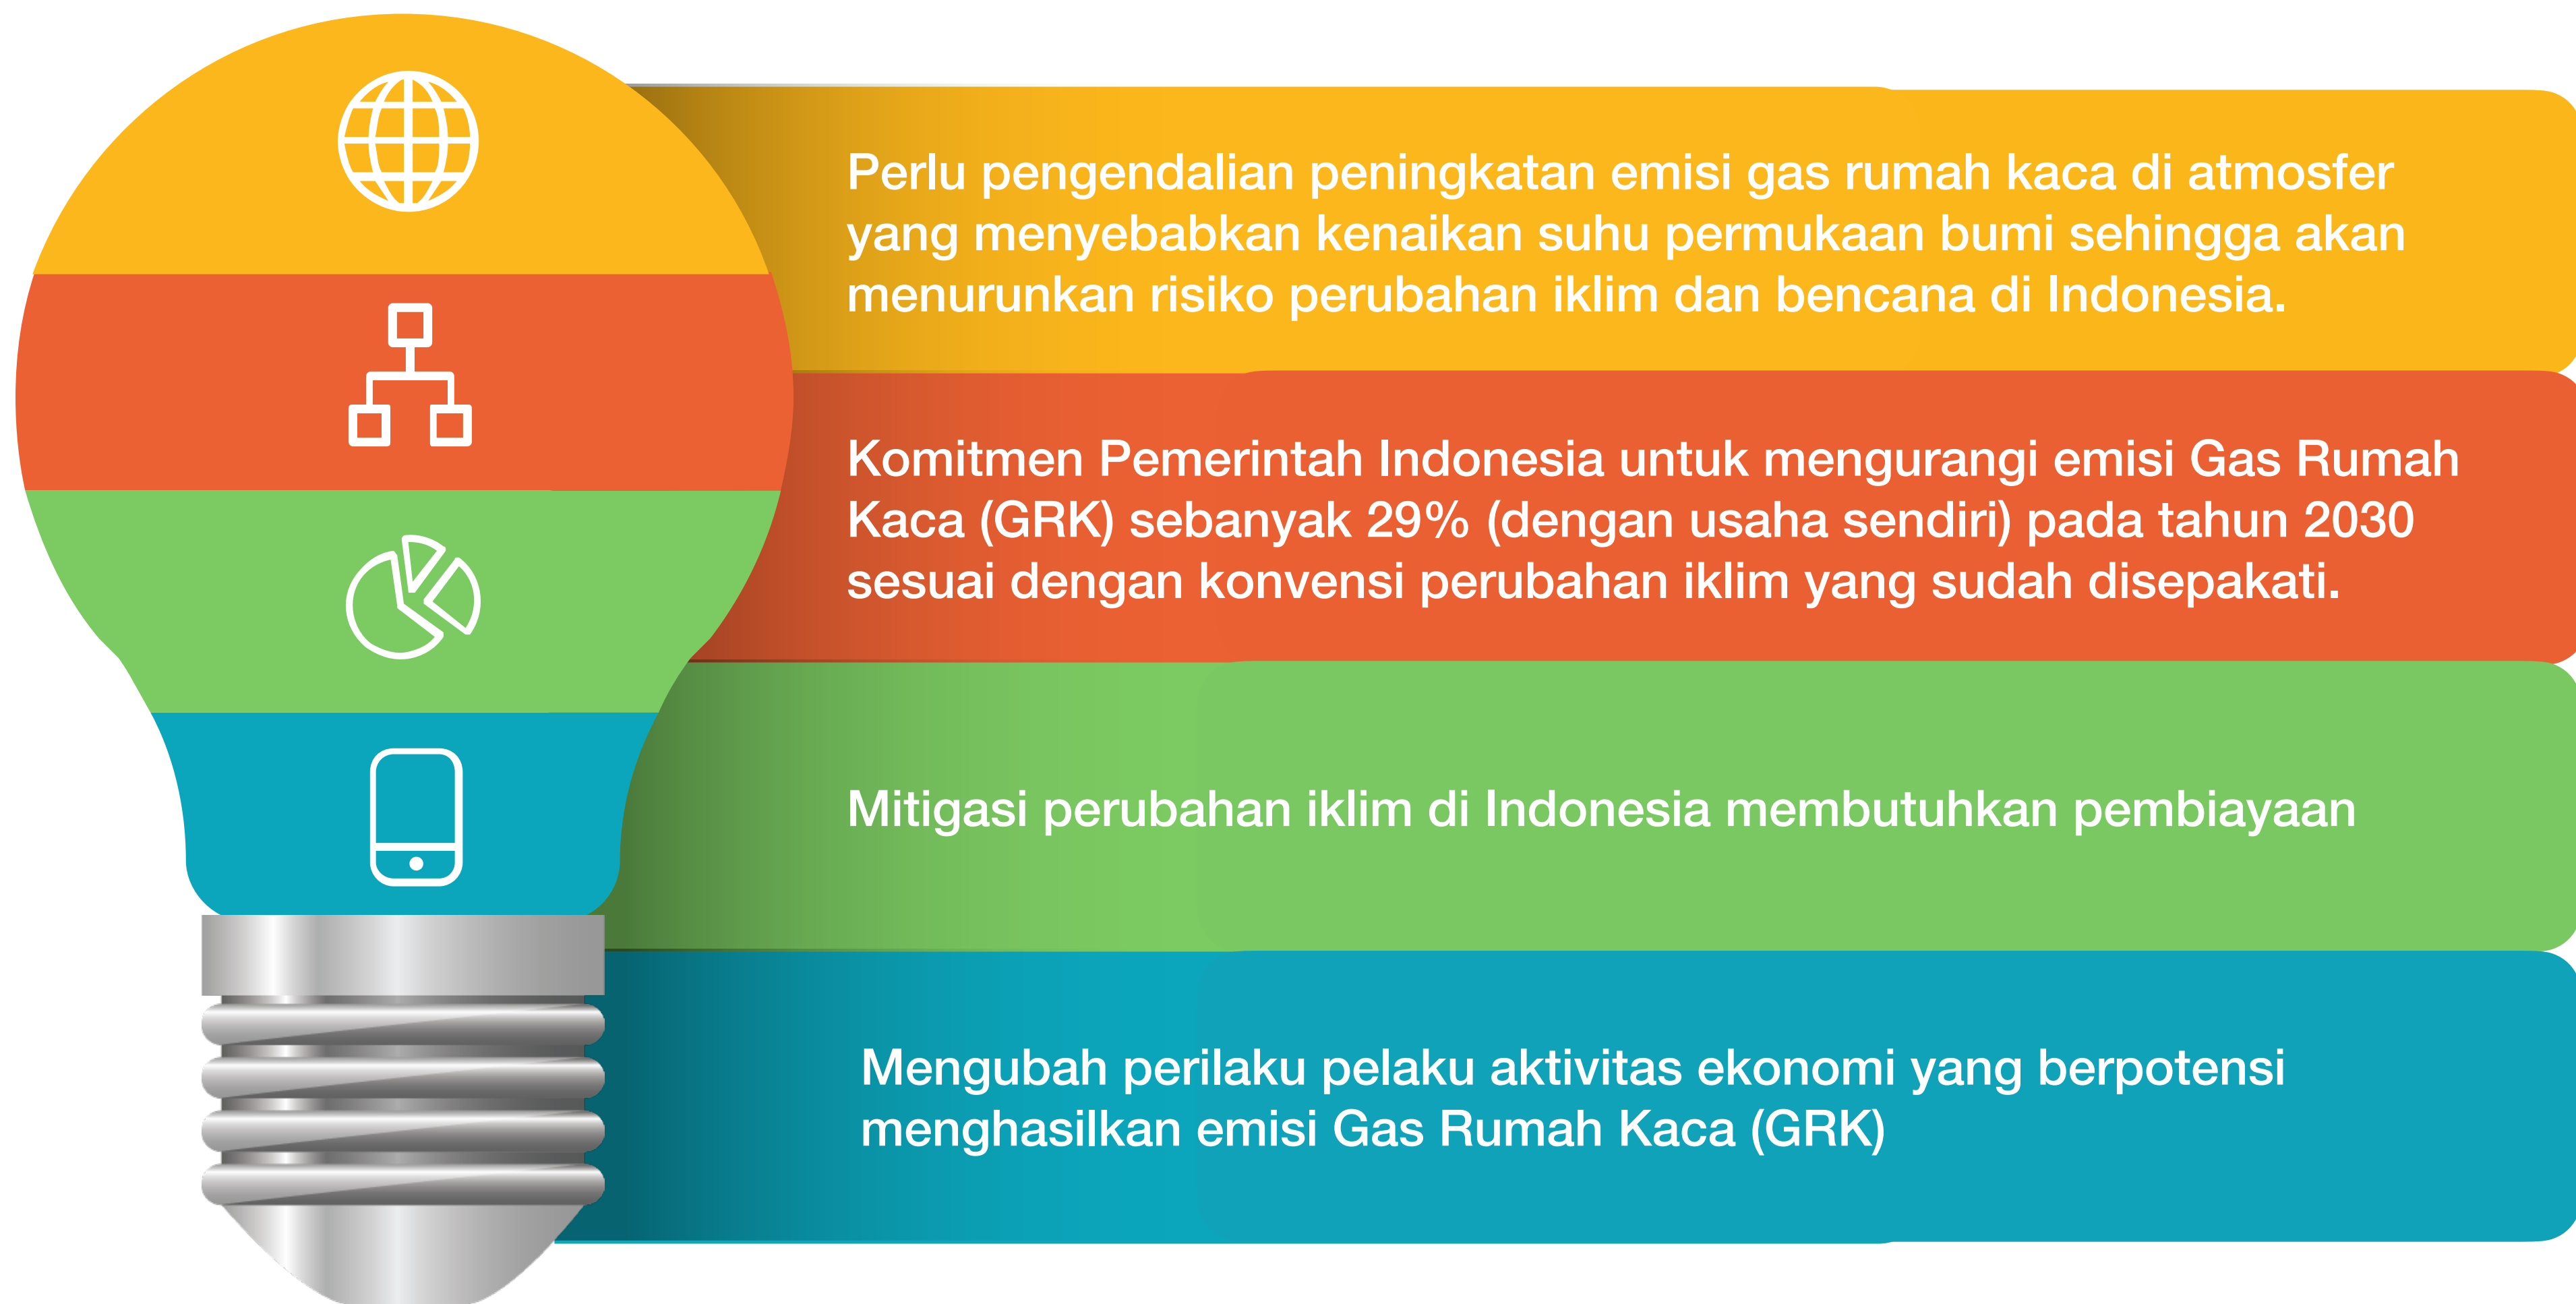 Perlu pengendalian peningkatan emisi gas rumah kaca di atmosfer
yang menyebabkan kenaikan suhu permukaan bumi sehingga akan
menurunkan risiko perubahan iklim dan bencana di Indonesia.
Komitmen Pemerintah Indonesia untuk mengurangi emisi Gas Rumah
Kaca (GRK) sebanyak 29% (dengan usaha sendiri) pada tahun 2030
sesuai dengan konvensi perubahan iklim yang sudah disepakati.
Mitigasi perubahan iklim di Indonesia membutuhkan pembiayaan
Mengubah perilaku pelaku aktivitas ekonomi yang berpotensi
menghasilkan emisi Gas Rumah Kaca (GRK)